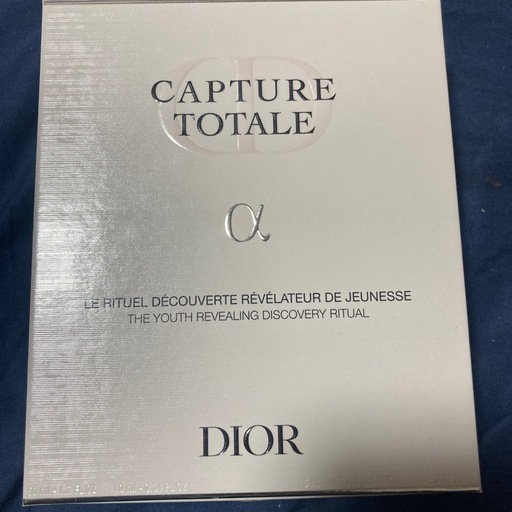 CAPTURE
TOTALE
α
LE RITUEL DÉCOUVERTE RÉVÉLATEUR DE JEUNESSE
THE YOUTH REVEALING DISCOVERY RITUAL
DIOR